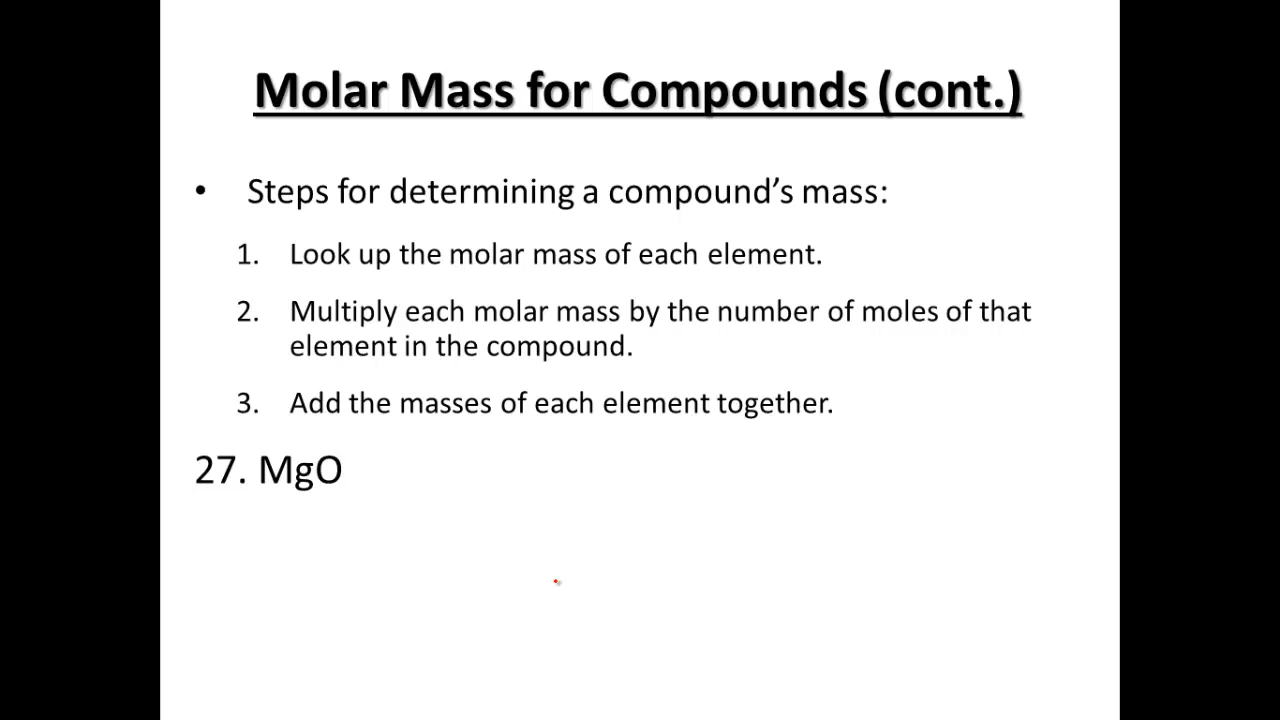 Molar Mass for Compounds (cont.)
• Steps for determining a compound’s mass:
1. Look up the molar mass of each element.
2. Multiply each molar mass by the number of moles of that
element in the compound.
3. Add the masses of each element together.
27. MgO